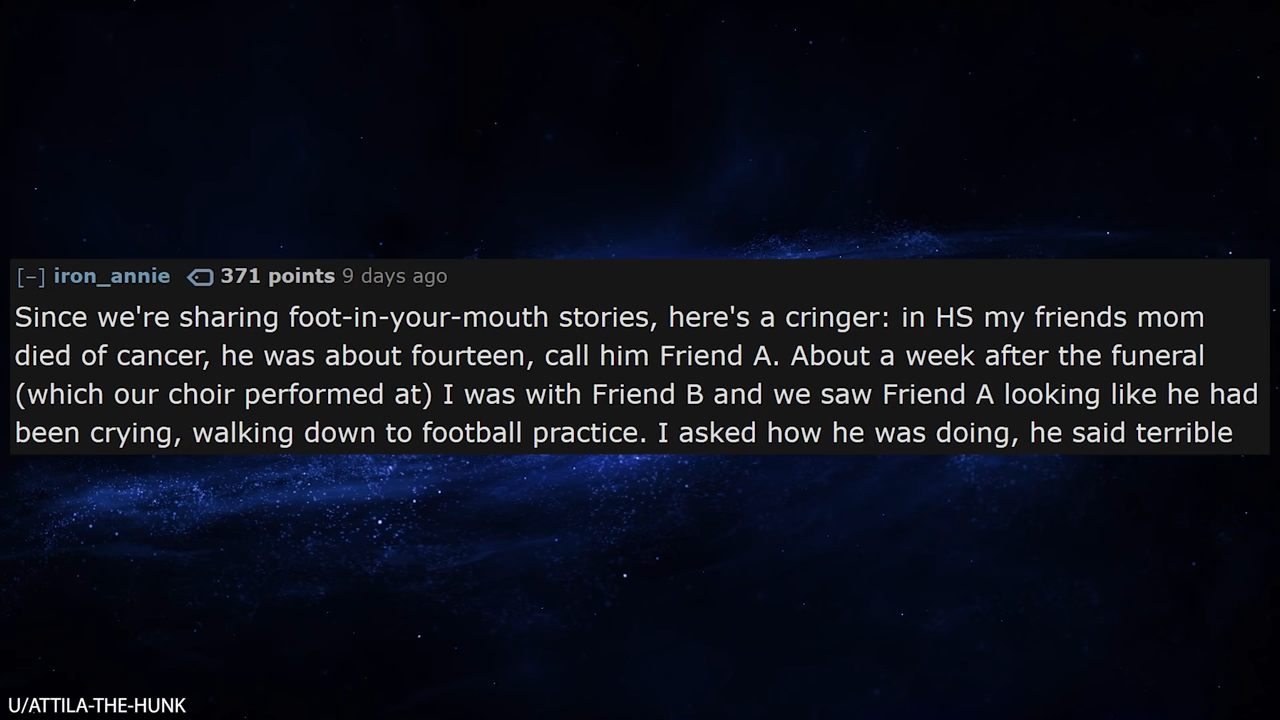 [–] iron_annie 371 points 9 days ago
Since we're sharing foot-in-your-mouth stories, here's a cringer: in HS my friends mom
died of cancer, he was about fourteen, call him Friend A. About a week after the funeral
(which our choir performed at) I was with Friend B and we saw Friend A looking like he had
been crying, walking down to football practice. I asked how he was doing, he said terrible
U/ATTILA-THE-HUNK